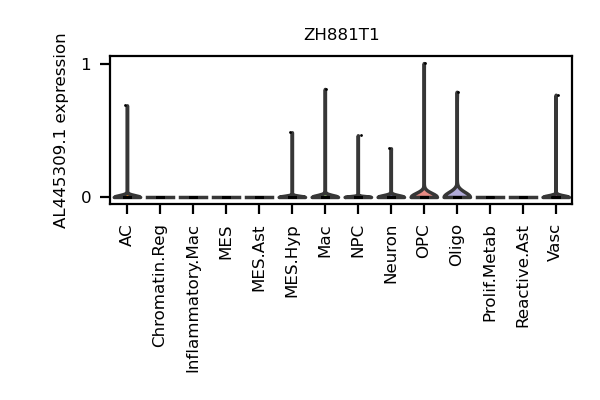 ZH881T1
AL445309.1 expression
1
0
AC
Chromatin.Reg
Inflammatory.Mac
MES
MES.Ast
MES.Hyp
Mac
NPC
Neuron
OPC
Oligo
Prolif.Metab
Reactive.Ast
Vasc